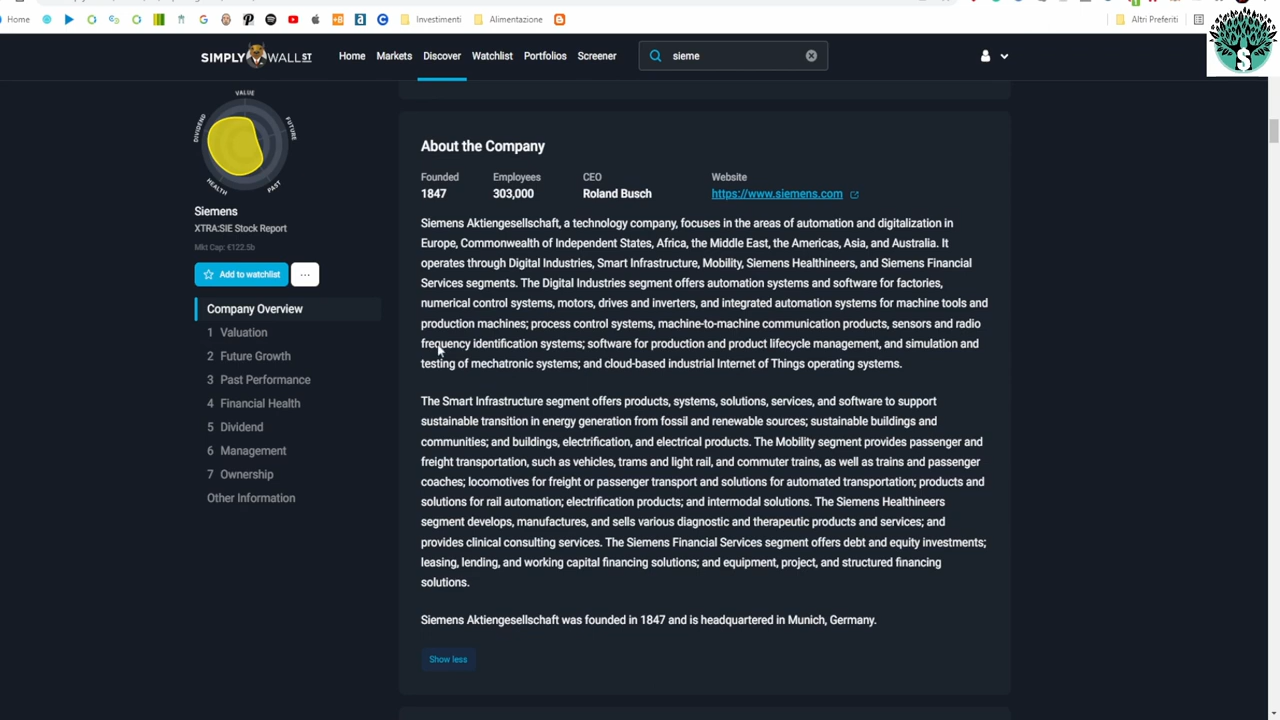 Home
Investimenti
Alimentazione
Altri Preferiti
SIMPLY WALL ST
Home
Markets
Discover
Watchlist
Portfolios
Screener
sieme
S
VALUE
FUTURE
PAST
HEALTH
DIVIDEND
Siemens
XTRA:SIE Stock Report
Mkt Cap: €122.5b
Add to watchlist
...
Company Overview
1 Valuation
2 Future Growth
3 Past Performance
4 Financial Health
5 Dividend
6 Management
7 Ownership
Other Information
About the Company
Founded Employees CEO Website
1847 303,000 Roland Busch https://www.siemens.com
Siemens Aktiengesellschaft, a technology company, focuses in the areas of automation and digitalization in
Europe, Commonwealth of Independent States, Africa, the Middle East, the Americas, Asia, and Australia. It
operates through Digital Industries, Smart Infrastructure, Mobility, Siemens Healthineers, and Siemens Financial
Services segments. The Digital Industries segment offers automation systems and software for factories,
numerical control systems, motors, drives and inverters, and integrated automation systems for machine tools and
production machines; process control systems, machine-to-machine communication products, sensors and radio
frequency identification systems; software for production and product lifecycle management, and simulation and
testing of mechatronic systems; and cloud-based industrial Internet of Things operating systems.
The Smart Infrastructure segment offers products, systems, solutions, services, and software to support
sustainable transition in energy generation from fossil and renewable sources; sustainable buildings and
communities; and buildings, electrification, and electrical products. The Mobility segment provides passenger and
freight transportation, such as vehicles, trams and light rail, and commuter trains, as well as trains and passenger
coaches; locomotives for freight or passenger transport and solutions for automated transportation; products and
solutions for rail automation; electrification products; and intermodal solutions. The Siemens Healthineers
segment develops, manufactures, and sells various diagnostic and therapeutic products and services; and
provides clinical consulting services. The Siemens Financial Services segment offers debt and equity investments;
leasing, lending, and working capital financing solutions; and equipment, project, and structured financing
solutions.
Siemens Aktiengesellschaft was founded in 1847 and is headquartered in Munich, Germany.
Show less